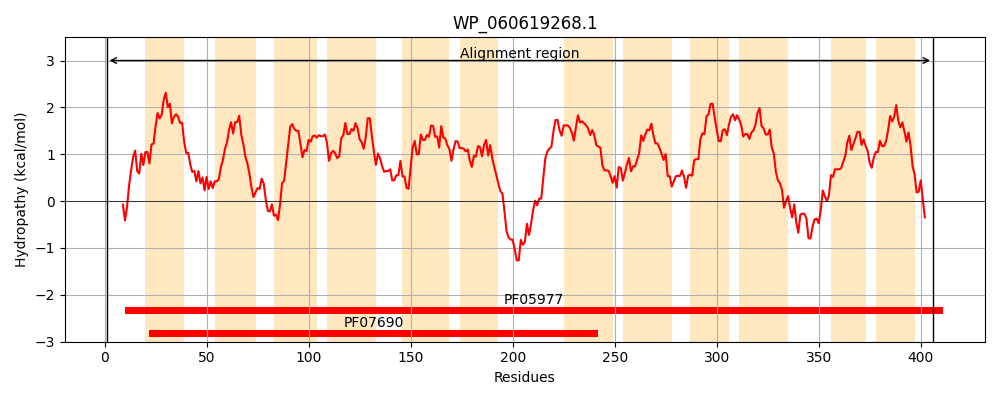 WP_060619268.1
Alignment region
3
2
1
0
−1
−2
−3
Hydropathy (kcal/mol)
PF05977
PF07690
0 50 100 150 200 250 300 350 400
Residues